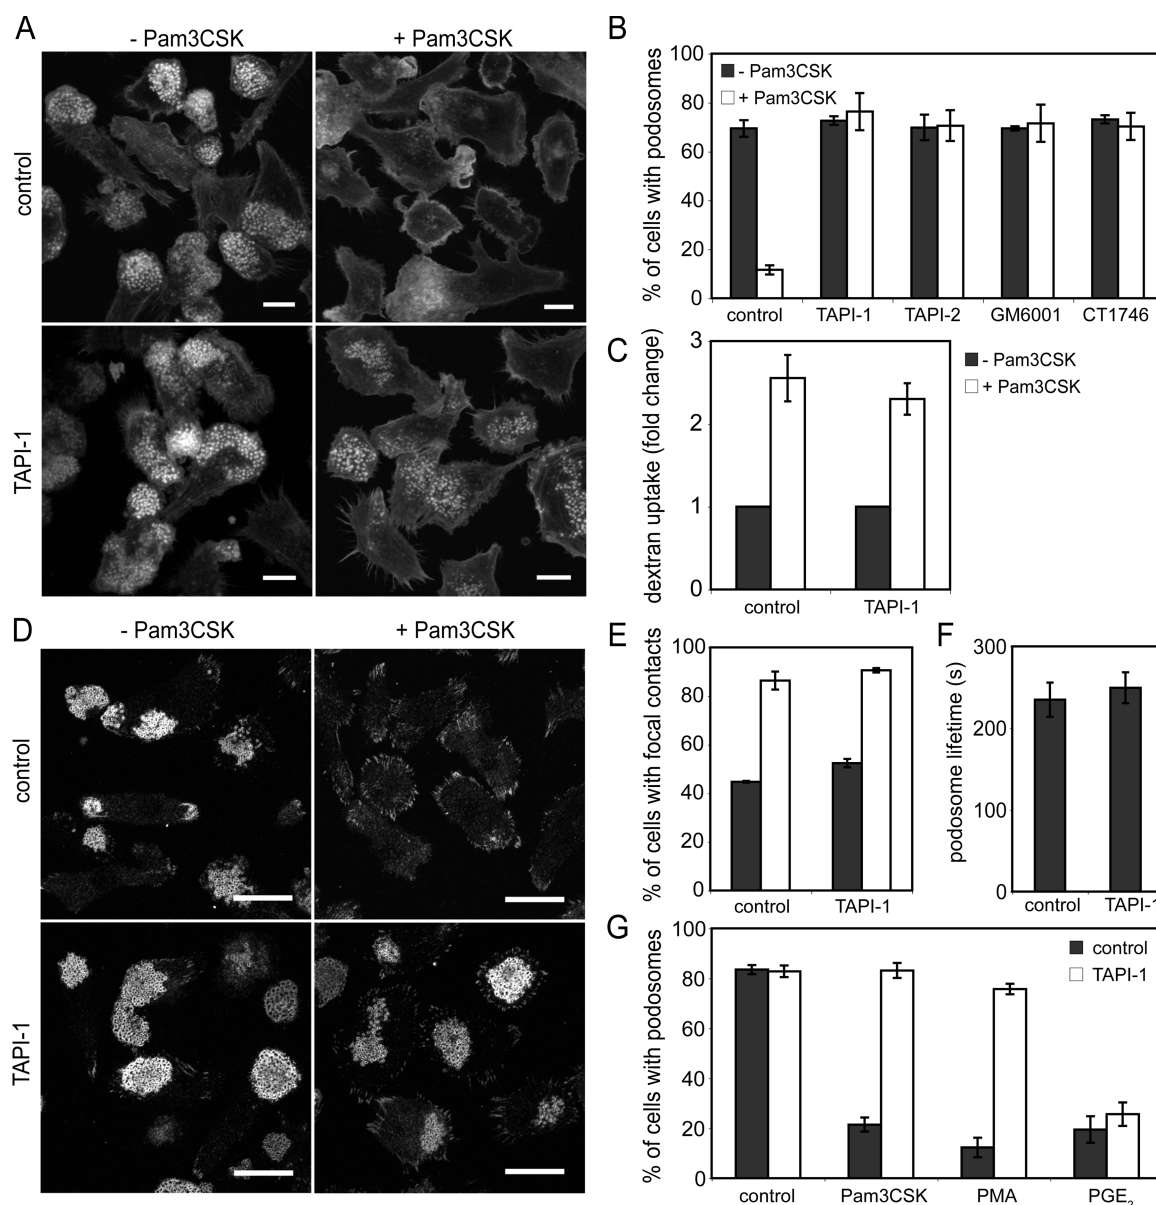 A
- Pam3CSK
+ Pam3CSK
control
TAPI-1
B
% of cells with podosomes
100
80
60
40
20
0
- Pam3CSK
+ Pam3CSK
control
TAPI-1
TAPI-2
GM6001
CT1746
C
dextran uptake (fold change)
3
2
1
0
- Pam3CSK
+ Pam3CSK
control
TAPI-1
D
- Pam3CSK
+ Pam3CSK
control
TAPI-1
E
% of cells with focal contacts
100
80
60
40
20
0
control
TAPI-1
F
podosome lifetime (s)
300
200
100
0
control
TAPI-1
G
% of cells with podosomes
100
80
60
40
20
0
control
TAPI-1
control
Pam3CSK
PMA
PGE₂